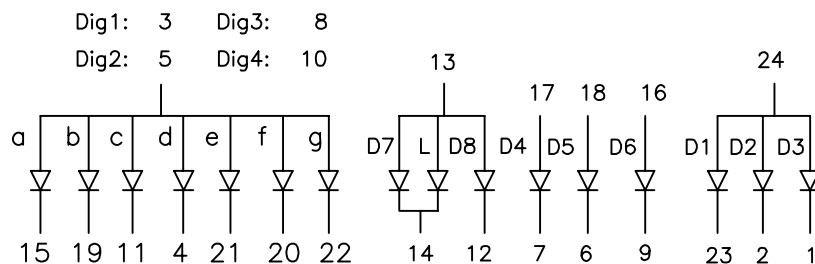 Dig1: 3 Dig3: 8
Dig2: 5 Dig4: 10
13
24
17 18 16
a b c d e f g
D7 L D8 D4 D5 D6 D1 D2 D3
15 19 11 4 21 20 22 14 12 7 6 9 23 2 1